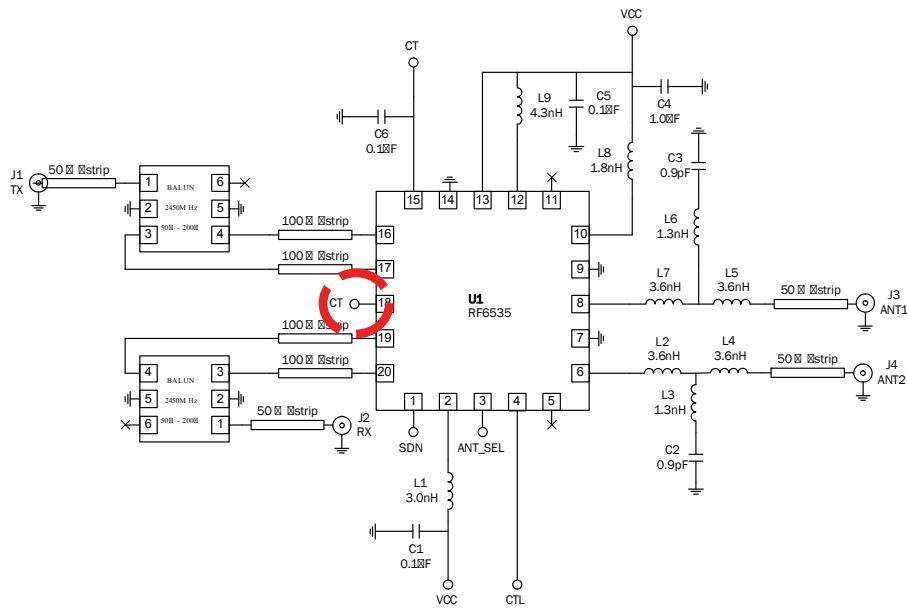 VCC
CT
L9
4.3nH
C5
0.1�F
C4
1.0�F
C6
0.1�F
L8
1.8nH
C3
0.9pF
J1
TX
50 � �strip
1
6
BALUN
2
2450M Hz
5
3
50� - 200�
4
15
14
13
12
11
100 � �strip
16
10
L6
1.3nH
100 � �strip
17
9
L7
3.6nH
L5
3.6nH
50 � �strip
CT
18
U1
RF6535
8
J3
ANT1
100 � �strip
19
7
L2
3.6nH
L4
3.6nH
50 � �strip
4
3
BALUN
100 � �strip
20
6
J4
ANT2
5
2450M Hz
2
L3
1.3nH
6
50� - 200�
1
50 � �strip
J2
RX
1
2
3
4
5
SDN
ANT_SEL
C2
0.9pF
L1
3.0nH
C1
0.1�F
VCC
CTL